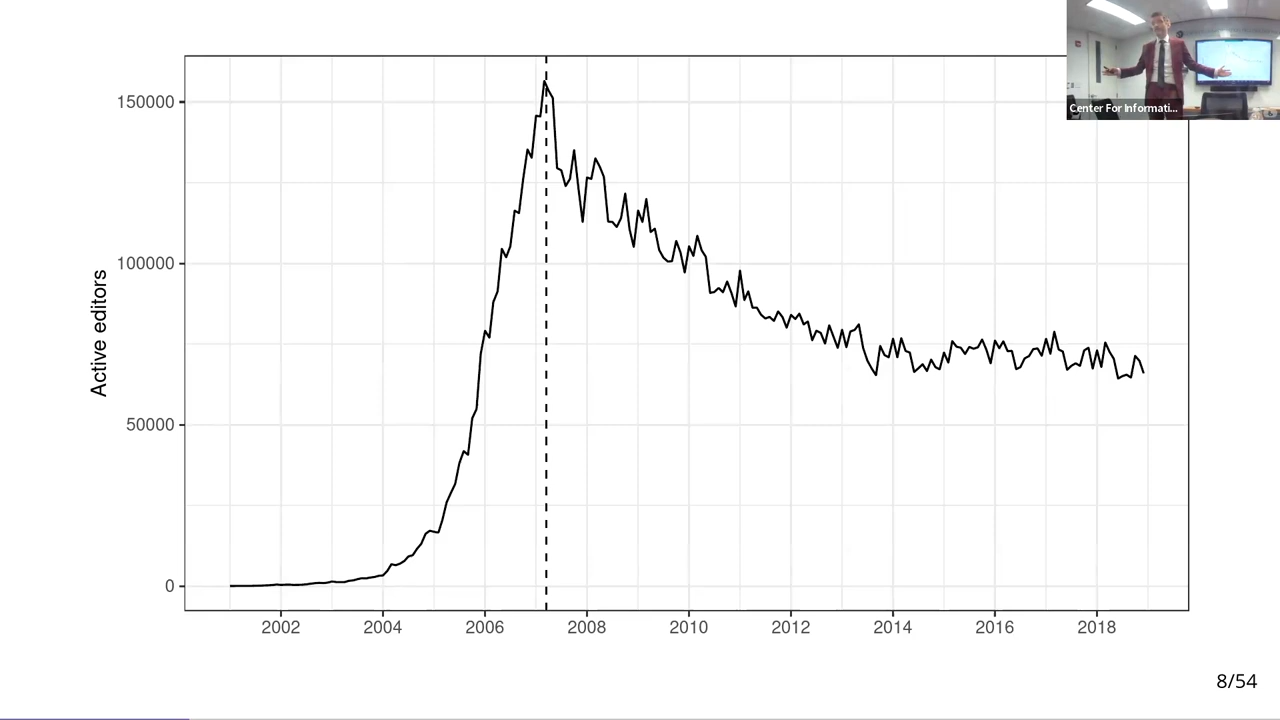 Center For Informati...
150000
100000
50000
0
Active editors
2002 2004 2006 2008 2010 2012 2014 2016 2018
8/54